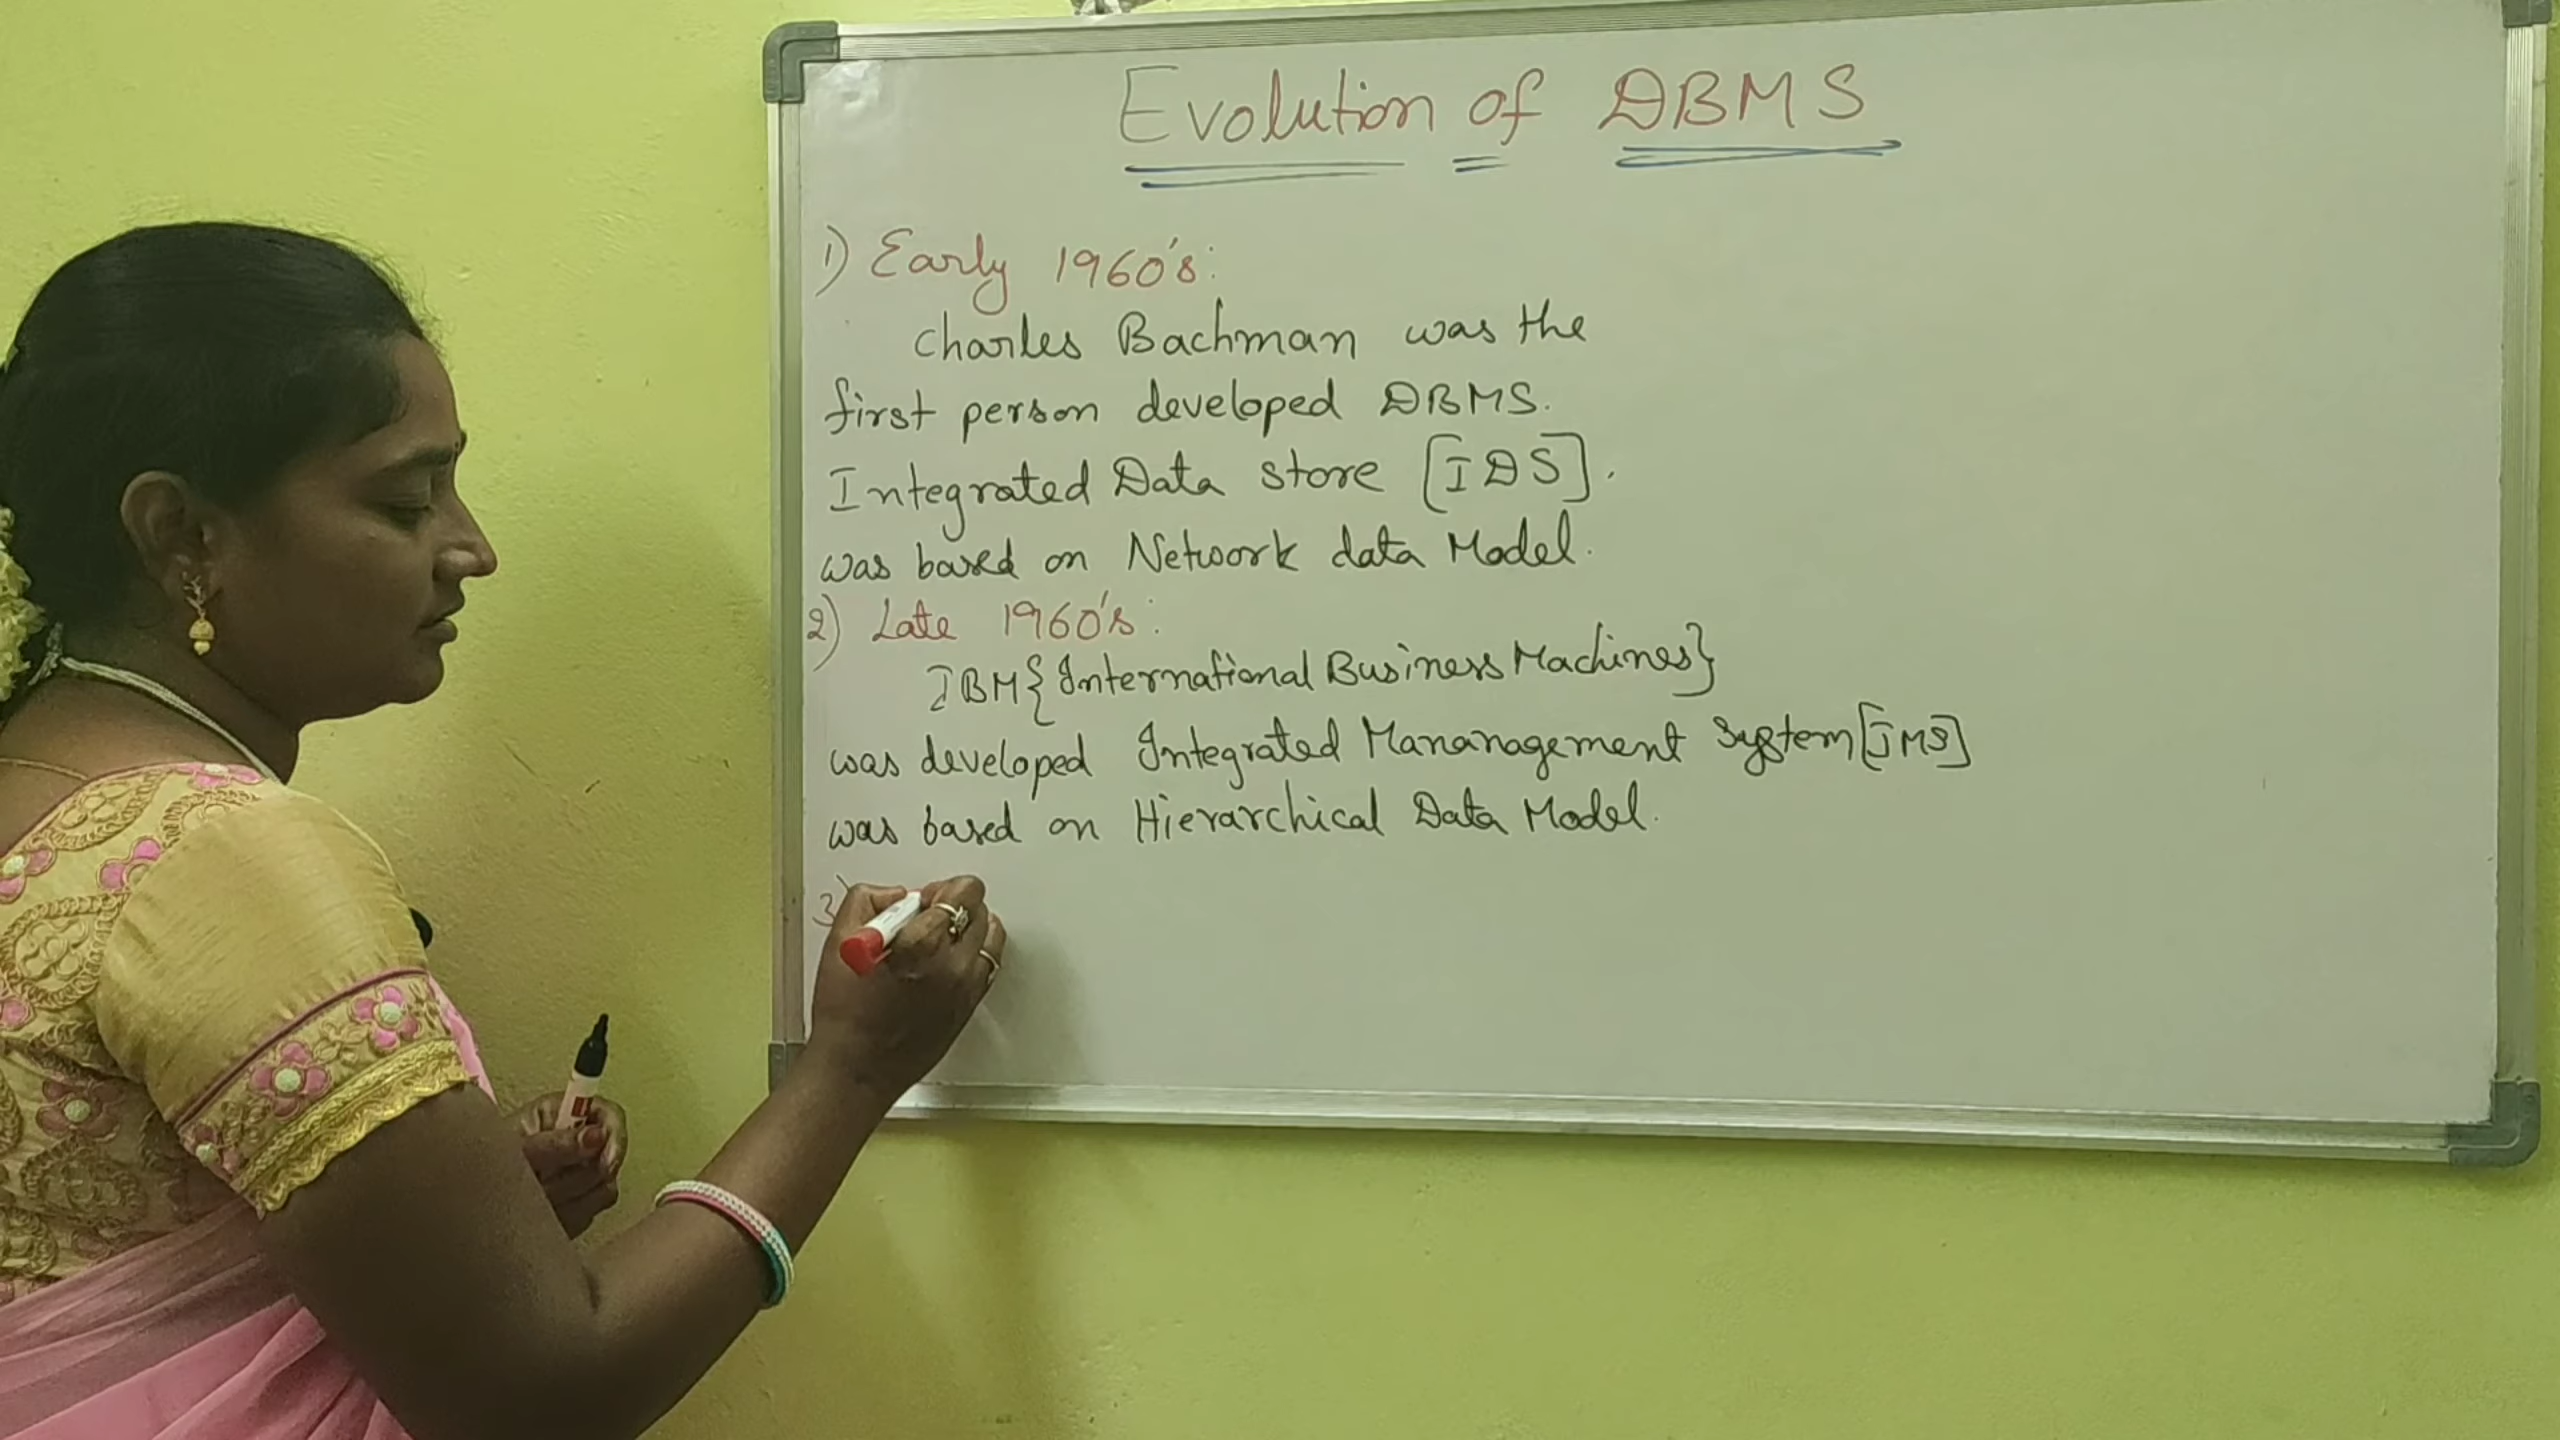 Evolution of DBMS
1) Early 1960's:
Charles Bachman was the
first person developed DBMS.
Integrated Data store [IDS].
was based on Network data Model.
2) Late 1960's:
IBM{International Business Machines}
was developed Integrated Mananagement System[IMS]
was based on Hierarchical Data Model.
3)